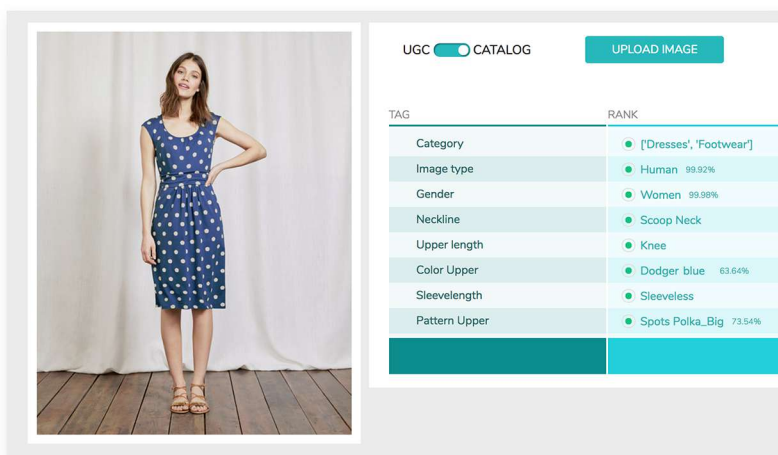 UGC CATALOG UPLOAD IMAGE
TAG RANK
Category ['Dresses', 'Footwear']
Image type Human 99.92%
Gender Women 99.98%
Neckline Scoop Neck
Upper length Knee
Color Upper Dodger blue 63.64%
Sleevelength Sleeveless
Pattern Upper Spots Polka_Big 73.54%